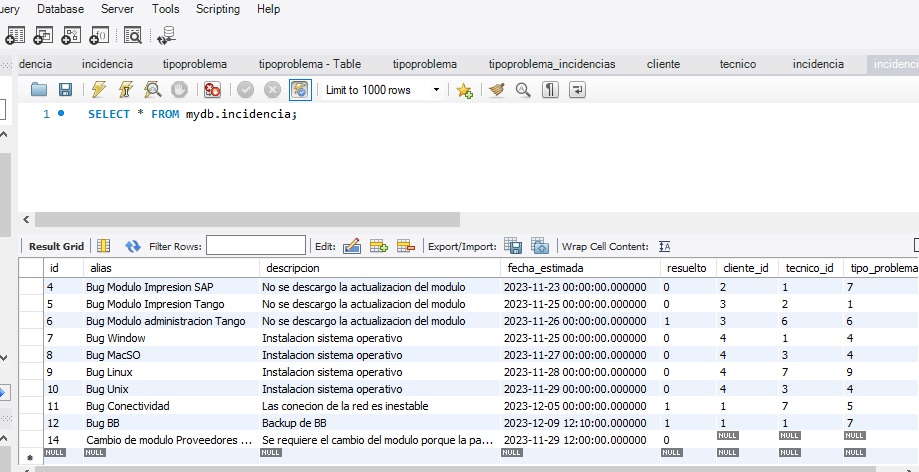 uery Database Server Tools Scripting Help
dencia incidencia tipoproblema tipoproblema - Table tipoproblema tipoproblema_incidencias cliente tecnico incidencia incidenci
Limit to 1000 rows
1 SELECT * FROM mydb.incidencia;
Result Grid Filter Rows: Edit: Export/Import: Wrap Cell Content:
id alias descripcion fecha_estimada resuelto cliente_id tecnico_id tipo_problema
4 Bug Modulo Impresion SAP No se descargo la actualizacion del modulo 2023-11-23 00:00:00.000000 0 2 1 7
5 Bug Modulo Impresion Tango No se descargo la actualizacion del modulo 2023-11-25 00:00:00.000000 0 3 2 1
6 Bug Modulo administracion Tango No se descargo la actualizacion del modulo 2023-11-26 00:00:00.000000 1 3 6 6
7 Bug Window Instalacion sistema operativo 2023-11-25 00:00:00.000000 0 4 1 4
8 Bug MacSO Instalacion sistema operativo 2023-11-27 00:00:00.000000 0 4 3 4
9 Bug Linux Instalacion sistema operativo 2023-11-28 00:00:00.000000 0 4 7 9
10 Bug Unix Instalacion sistema operativo 2023-11-29 00:00:00.000000 0 4 3 4
11 Bug Conectividad Las conecion de la red es inestable 2023-12-05 00:00:00.000000 1 1 7 5
12 Bug BB Backup de BB 2023-12-09 12:10:00.000000 1 1 1 7
14 Cambio de modulo Proveedores ... Se requiere el cambio del modulo porque la pa... 2023-11-29 12:00:00.000000 0 NULL NULL NULL
NULL NULL NULL NULL NULL NULL NULL NULL